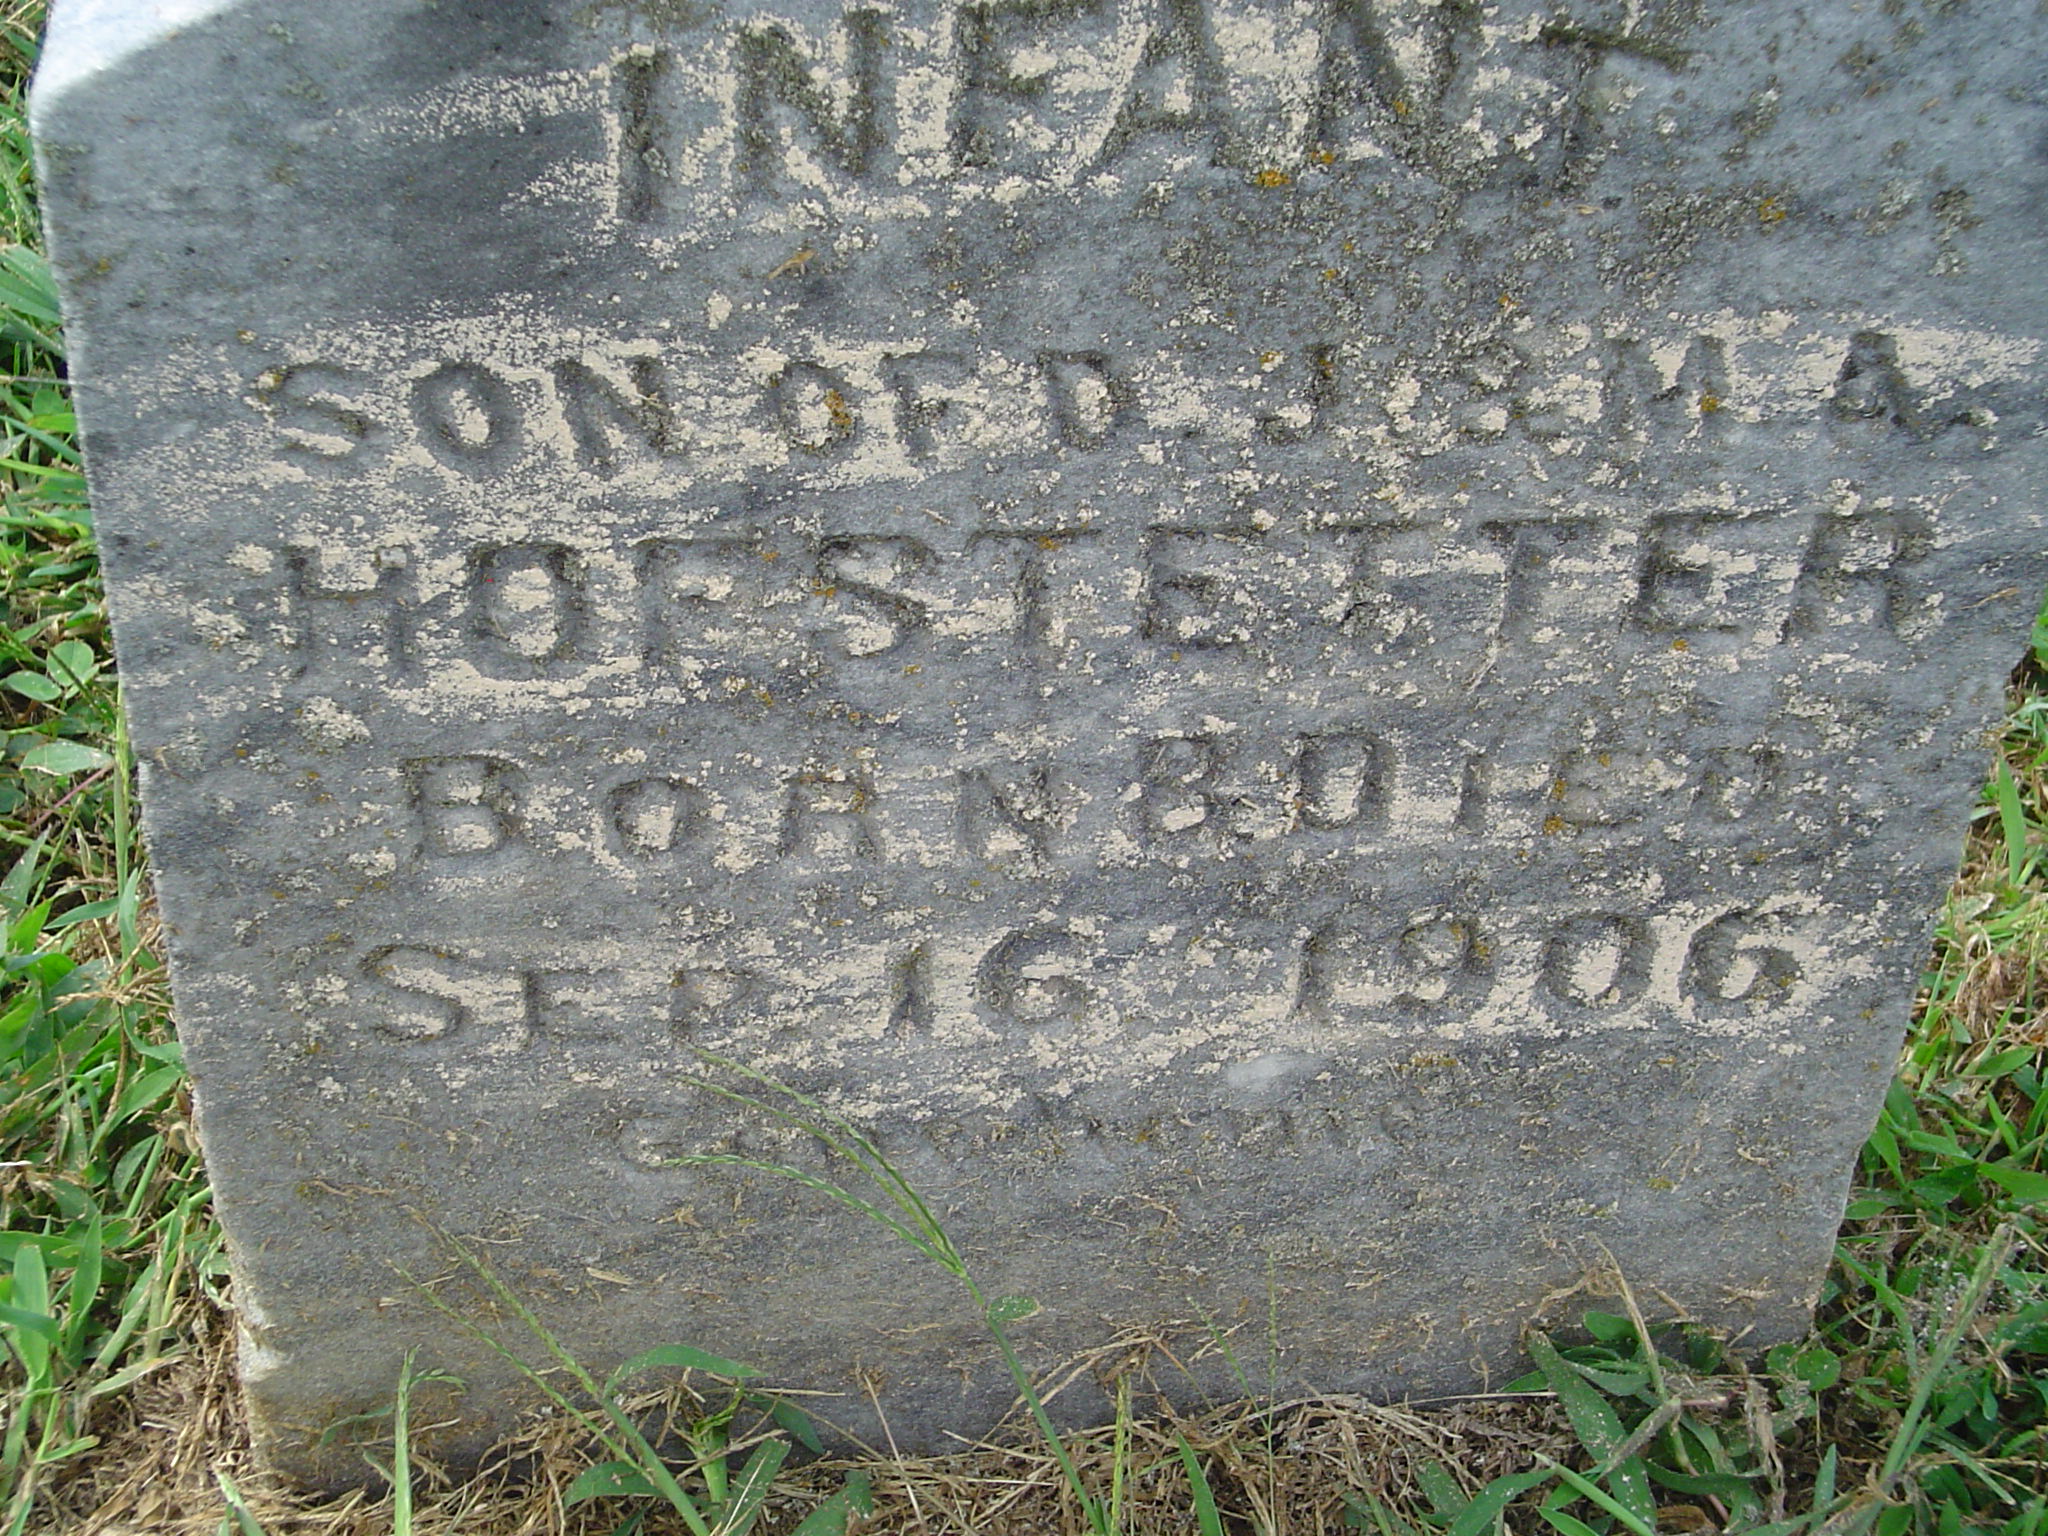 INFANT
SON OF D. J. & M. A.
HOFSTETTER
BORN & DIED
SEP. 16. 1906